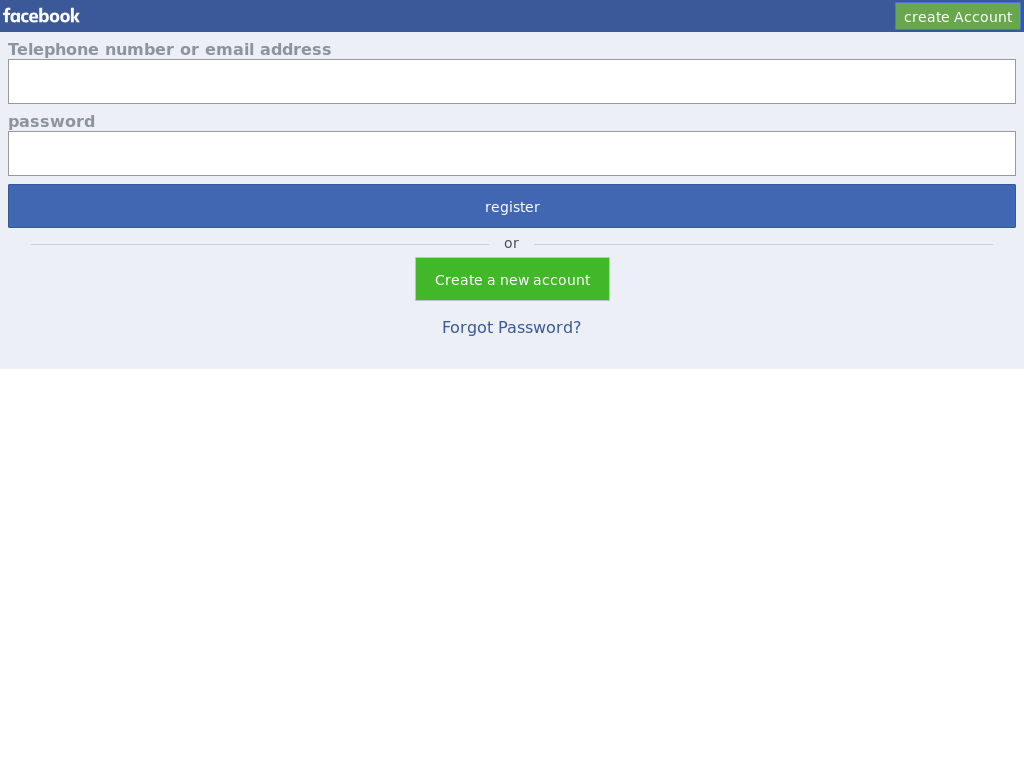 facebook
create Account
Telephone number or email address
password
register
or
Create a new account
Forgot Password?